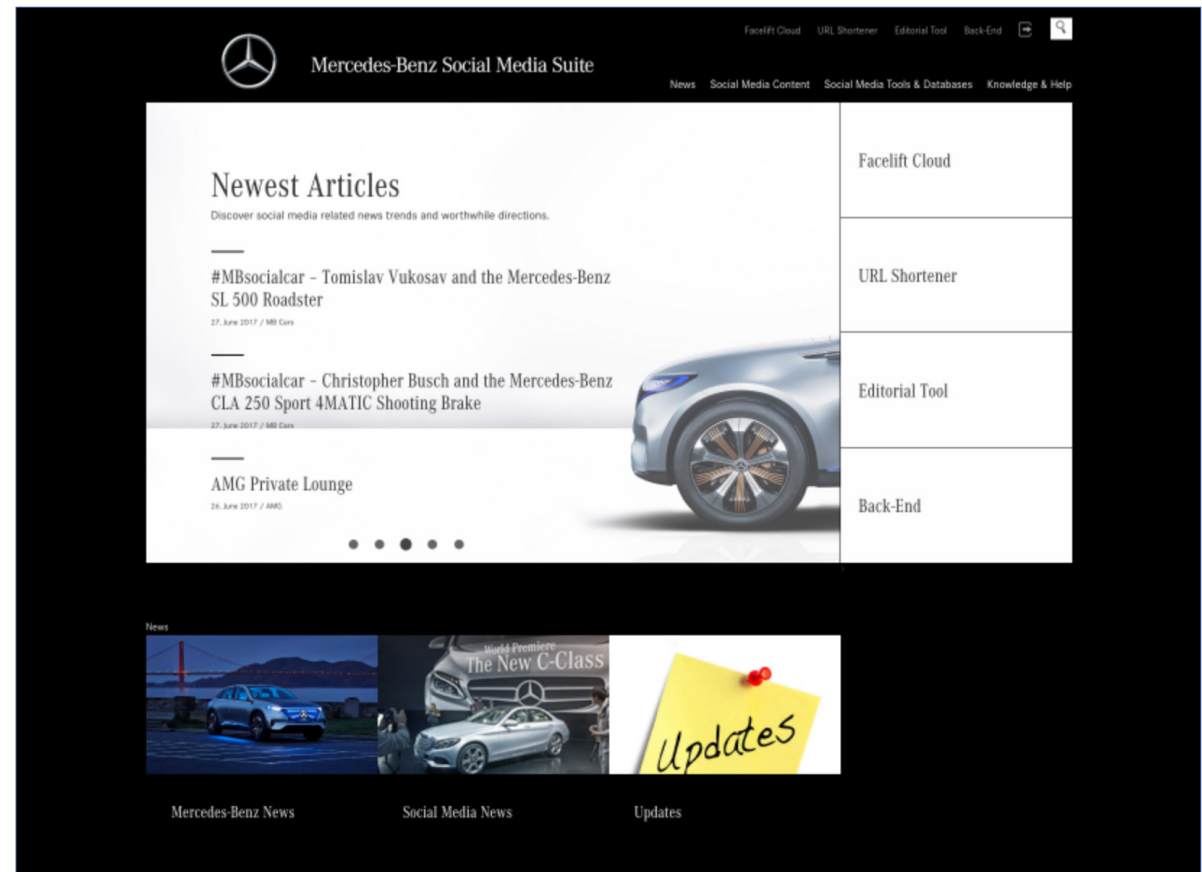 Facelift Cloud URL Shortener Editorial Tool Back-End
Mercedes-Benz Social Media Suite
News Social Media Content Social Media Tools & Databases Knowledge & Help
Newest Articles
Discover social media related news trends and worthwhile directions.
#MBsocialcar – Tomislav Vukosav and the Mercedes-Benz
SL 500 Roadster
27. June 2017 / MB Cars
#MBsocialcar – Christopher Busch and the Mercedes-Benz
CLA 250 Sport 4MATIC Shooting Brake
27. June 2017 / MB Cars
AMG Private Lounge
26. June 2017 / AMG
Facelift Cloud
URL Shortener
Editorial Tool
Back-End
News
World Premiere
The New C-Class
Updates
Mercedes-Benz News
Social Media News
Updates